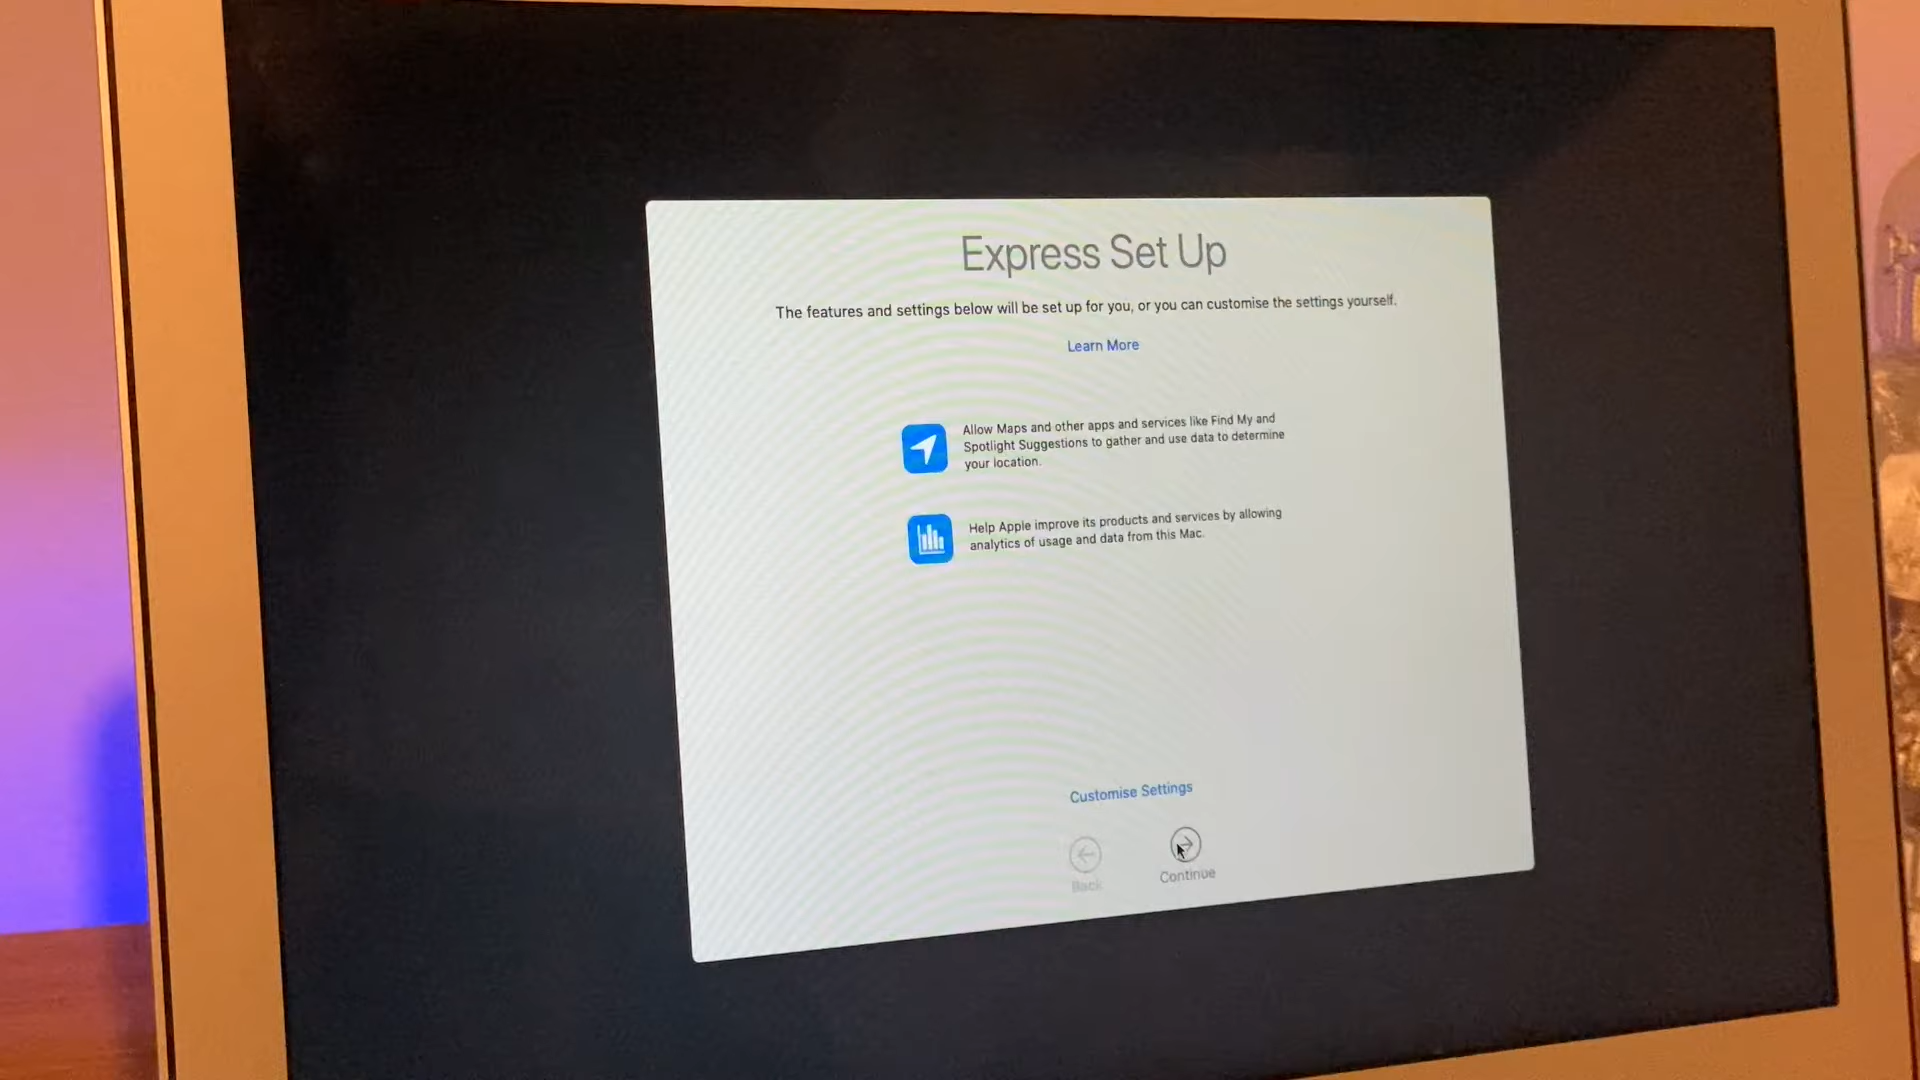 Express Set Up
The features and settings below will be set up for you, or you can customise the settings yourself.
Learn More
Allow Maps and other apps and services like Find My and
Spotlight Suggestions to gather and use data to determine
your location.
Help Apple improve its products and services by allowing
analytics of usage and data from this Mac.
Customise Settings
Back
Continue